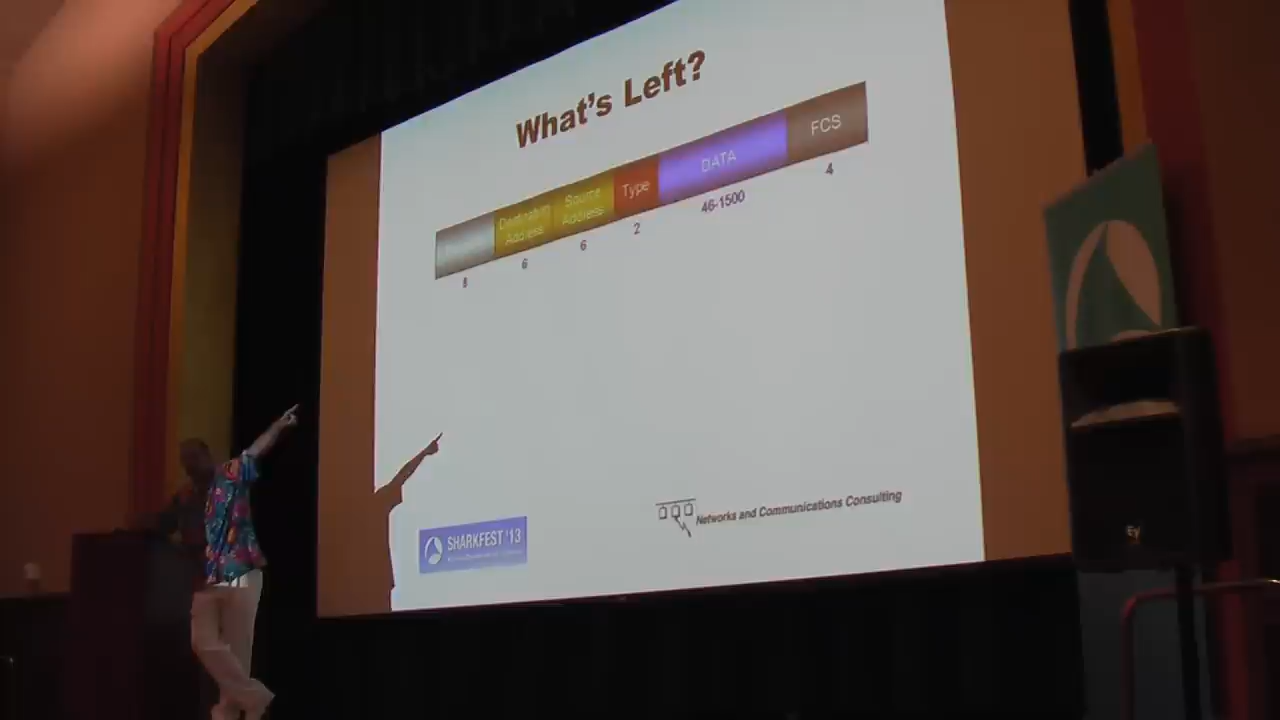 What's Left?
Destination
Address
Source
Address
Type
DATA
FCS
8
6
6
2
46-1500
4
SHARKFEST '13
Networks and Communications Consulting
EV